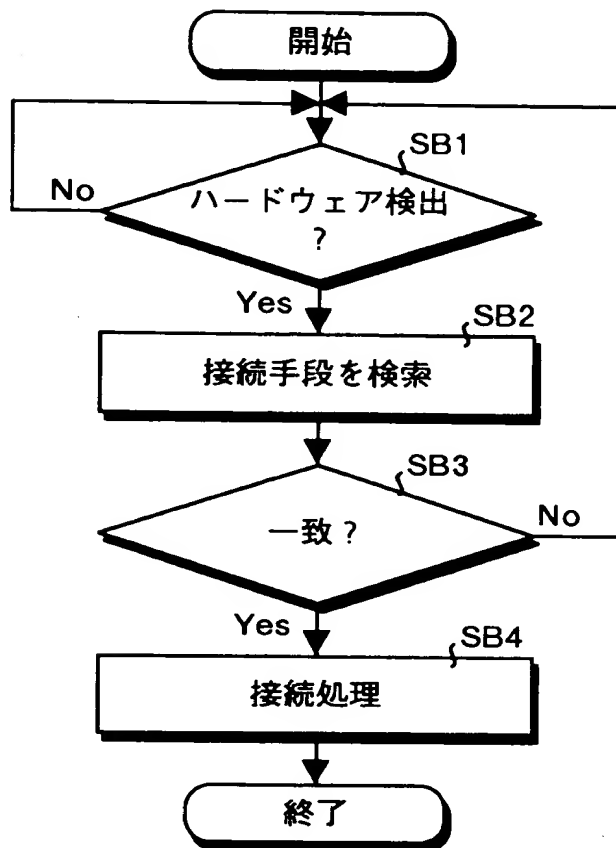 開始
SB1
No
ハードウェア検出
?
Yes
SB2
接続手段を検索
SB3
一致?
No
Yes
SB4
接続処理
終了